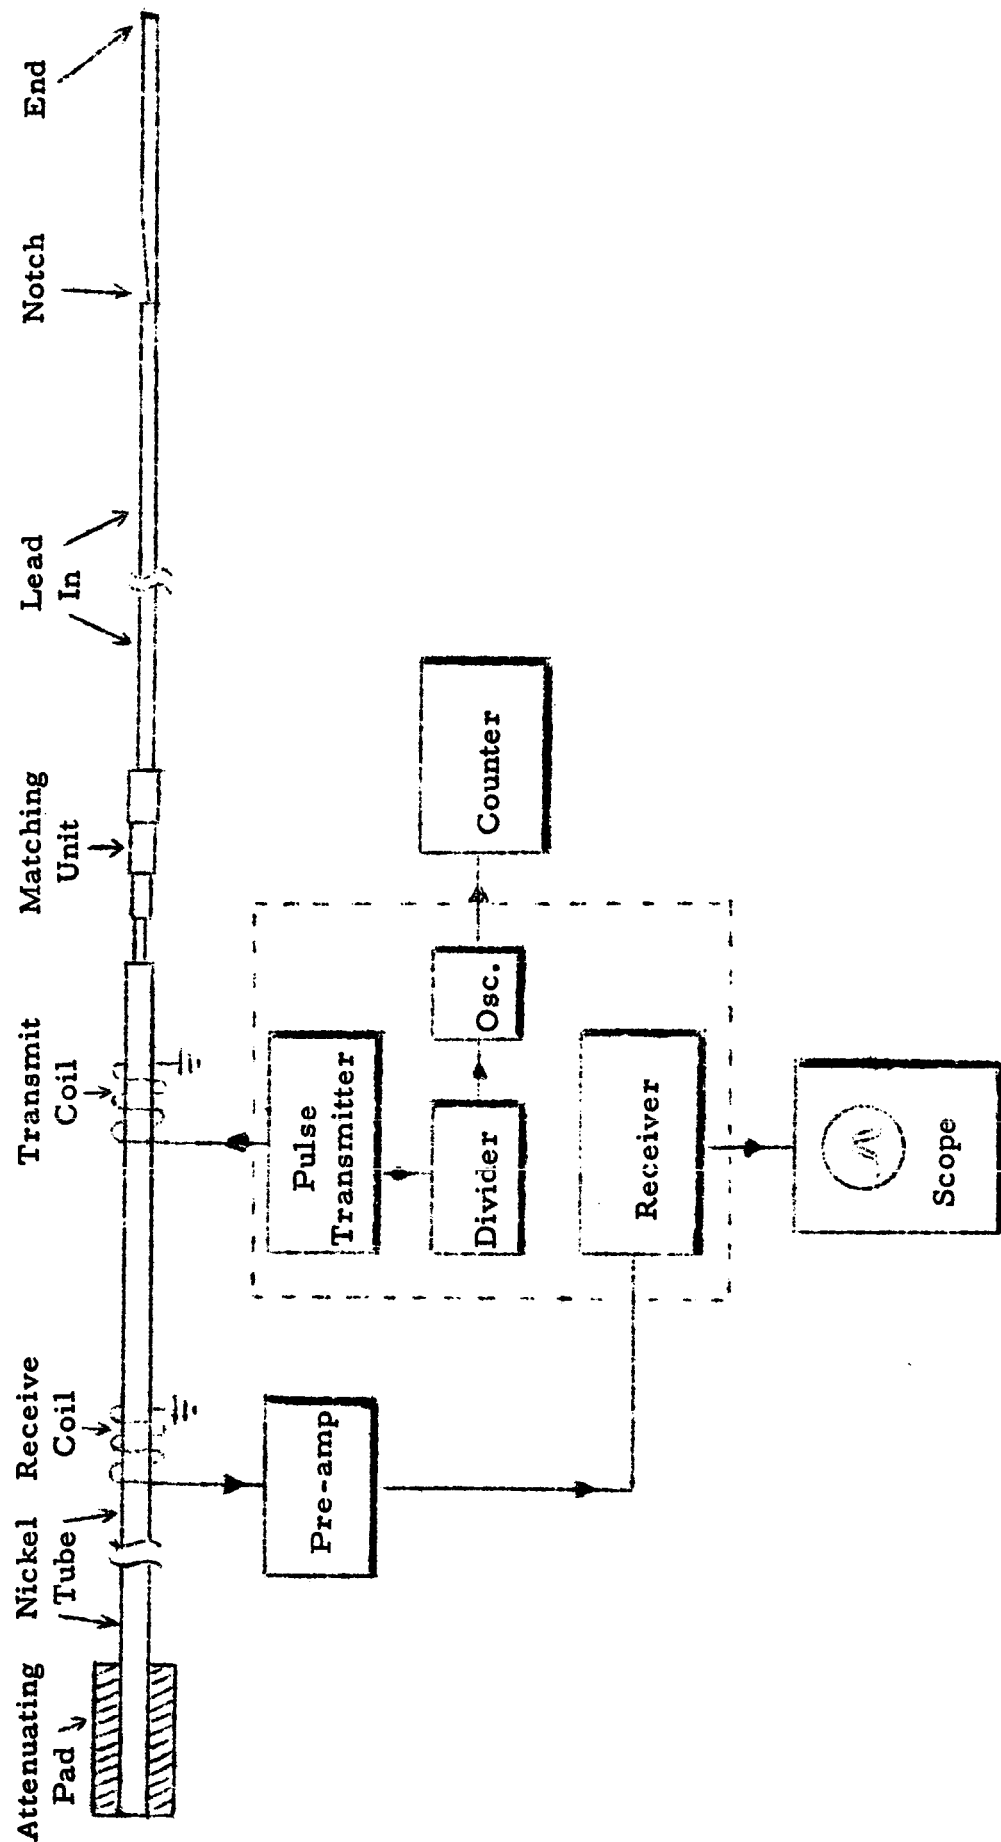 Attenuating
Pad
Nickel
Tube
Receive
Coil
Transmit
Coil
Matching
Unit
Lead
In
Notch
End
Pre-amp
Pulse
Transmitter
Divider
Osc.
Counter
Receiver
Scope